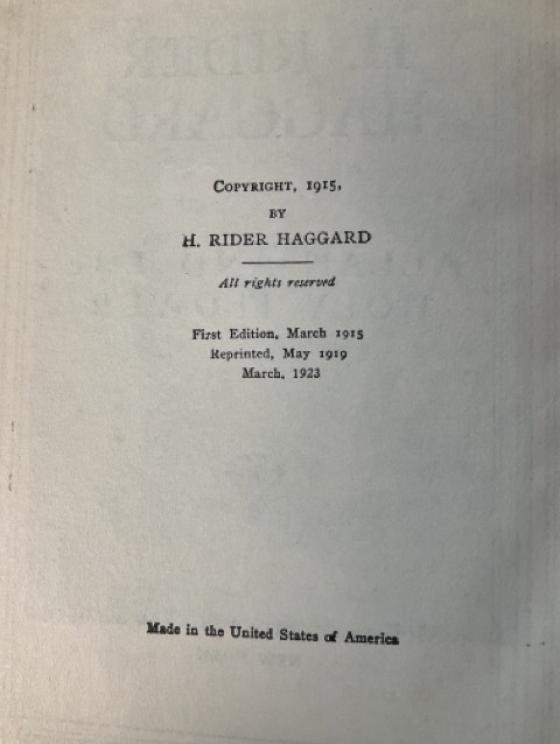 COPYRIGHT, 1915,
BY
H. RIDER HAGGARD
All rights reserved
First Edition, March 1915
Reprinted, May 1919
March, 1923
Made in the United States of America